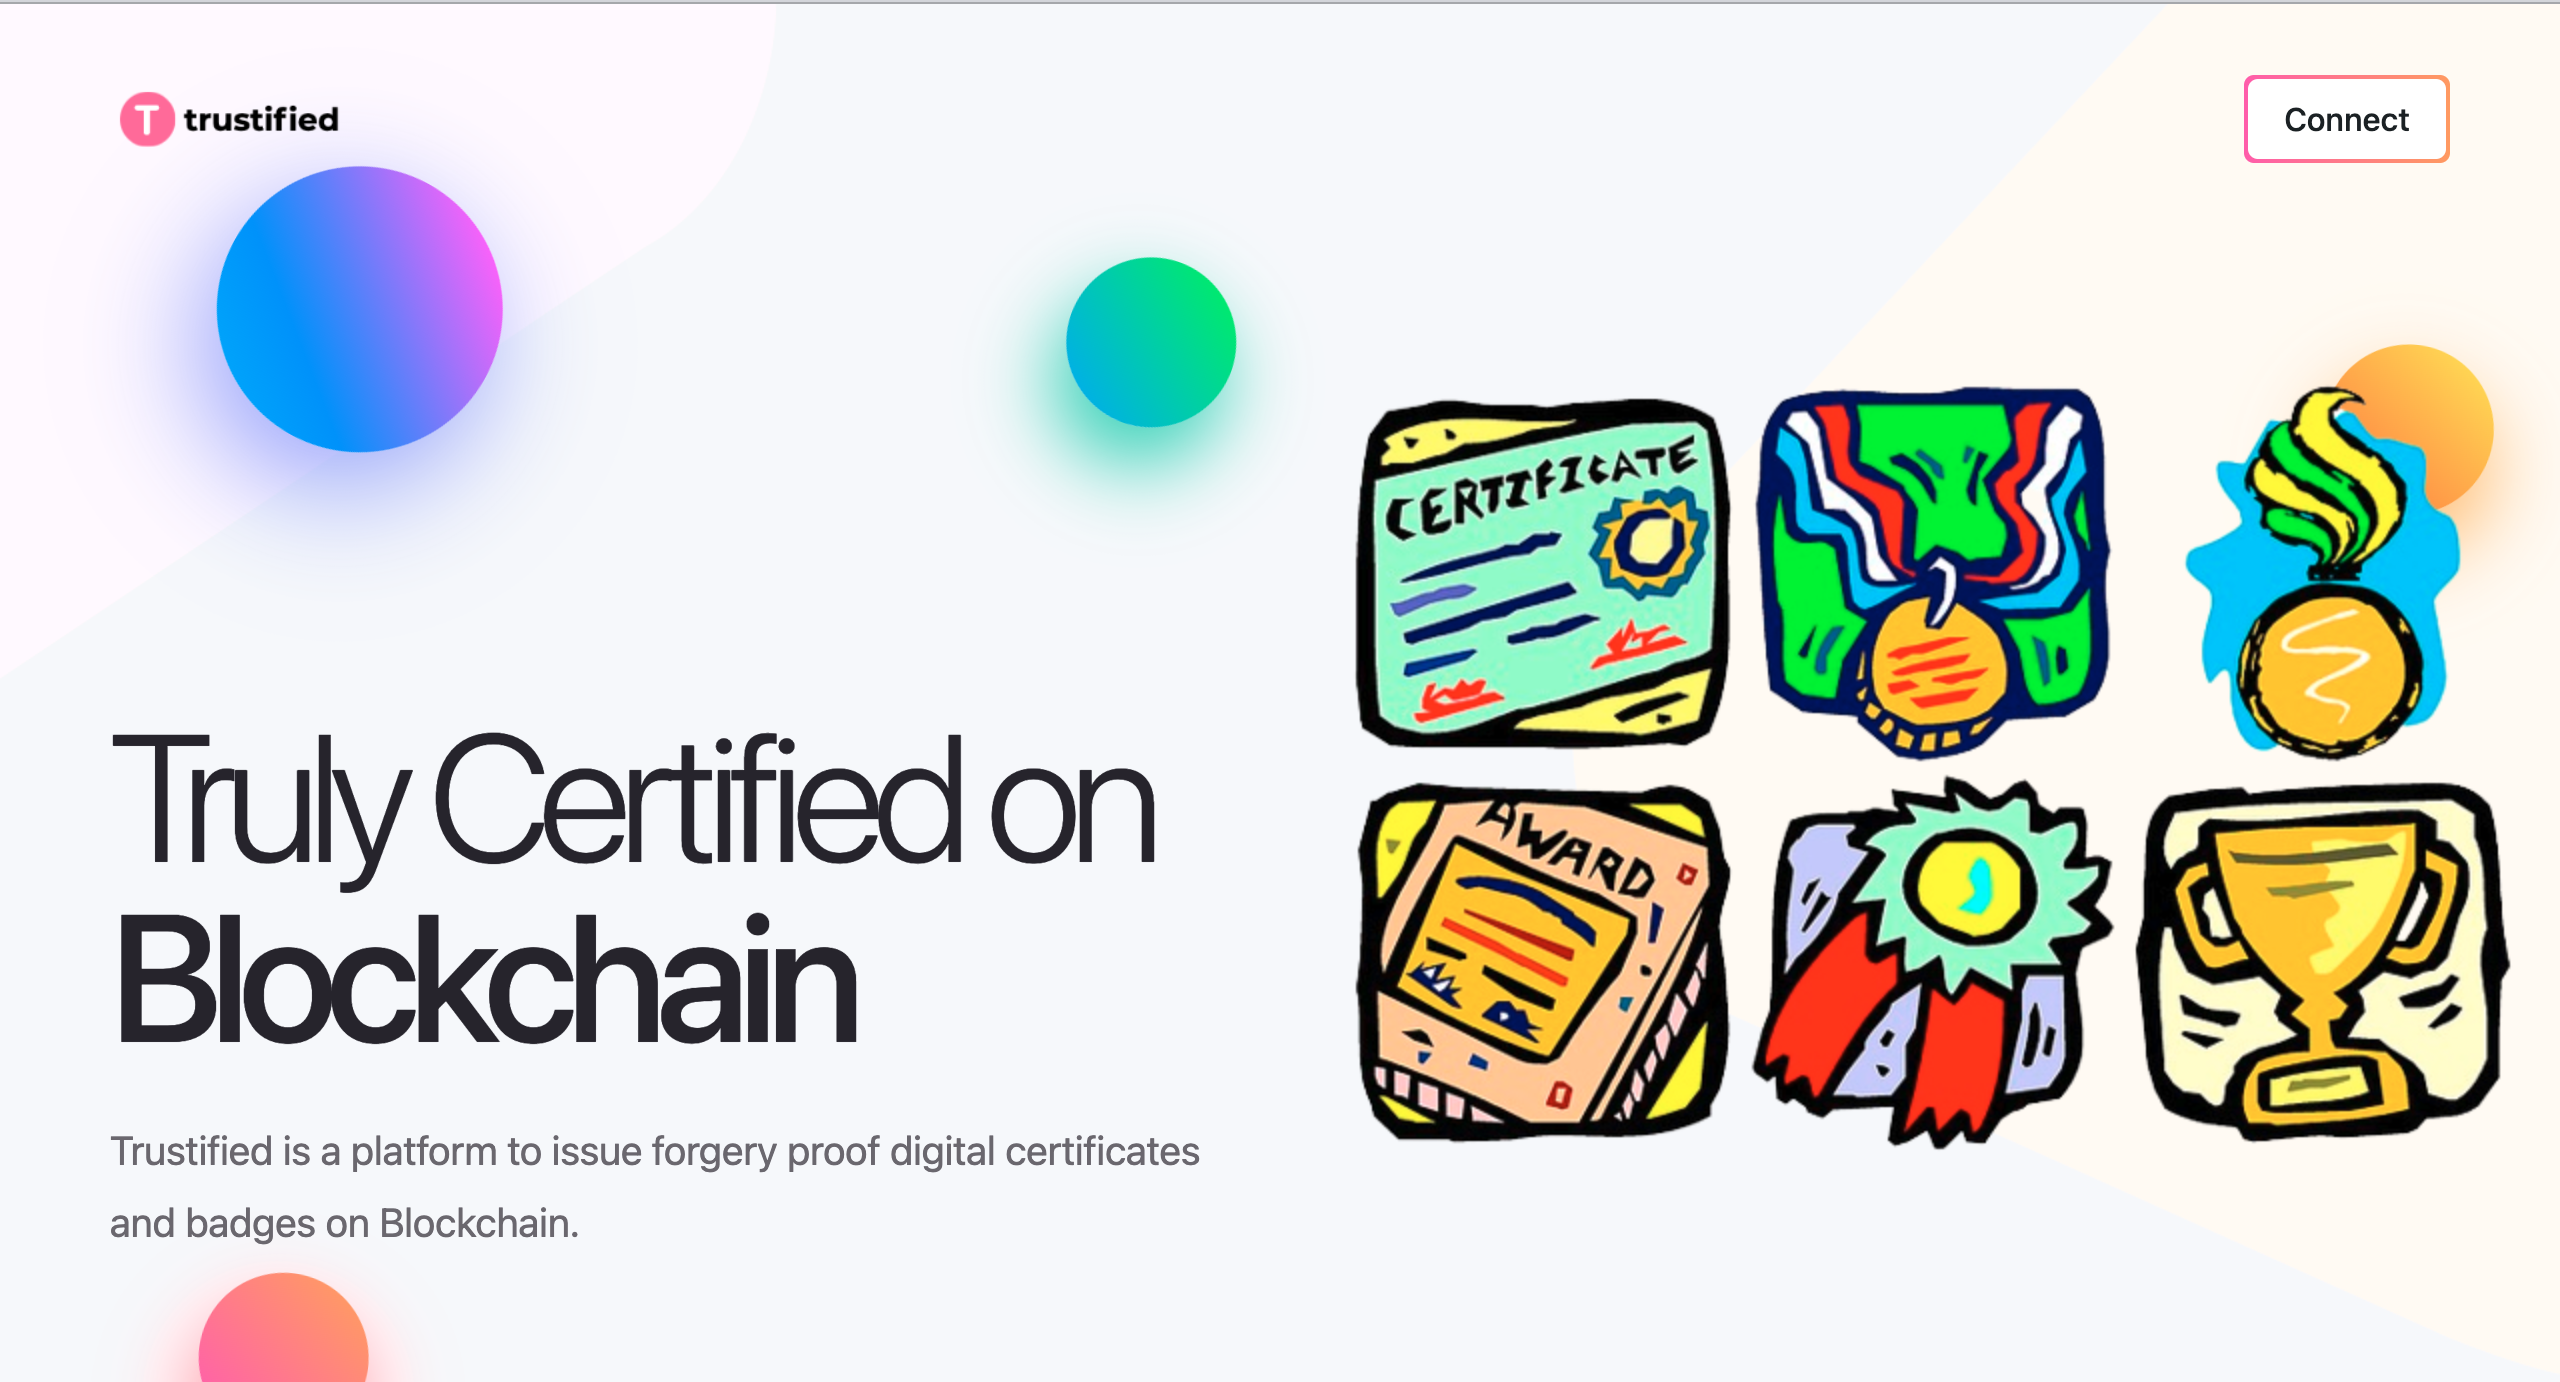 T trustified
Connect
CERTIFICATE
AWARD
Truly Certified on
Blockchain
Trustified is a platform to issue forgery proof digital certificates
and badges on Blockchain.